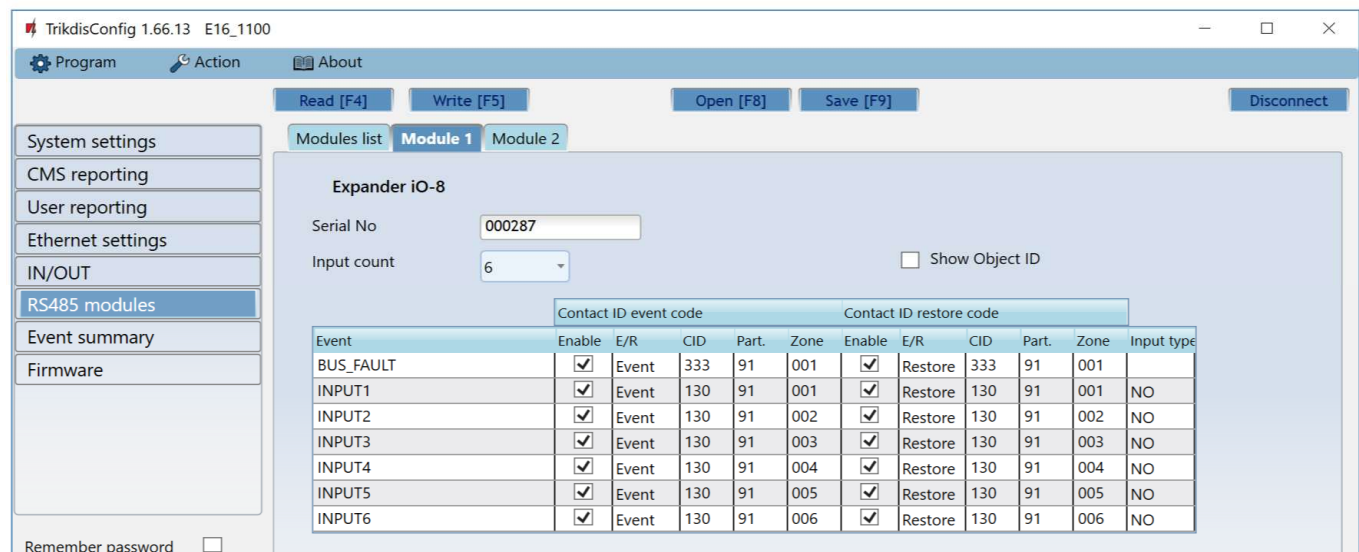 TrikdisConfig 1.66.13 E16_1100
Program Action About
Read [F4] Write [F5] Open [F8] Save [F9] Disconnect
System settings
CMS reporting
User reporting
Ethernet settings
IN/OUT
RS485 modules
Event summary
Firmware
Remember password
Modules list Module 1 Module 2
Expander iO-8
Serial No 000287
Input count 6 Show Object ID
Contact ID event code Contact ID restore code
Event Enable E/R CID Part. Zone Enable E/R CID Part. Zone Input type
BUS_FAULT Event 333 91 001 Restore 333 91 001
INPUT1 Event 130 91 001 Restore 130 91 001 NO
INPUT2 Event 130 91 002 Restore 130 91 002 NO
INPUT3 Event 130 91 003 Restore 130 91 003 NO
INPUT4 Event 130 91 004 Restore 130 91 004 NO
INPUT5 Event 130 91 005 Restore 130 91 005 NO
INPUT6 Event 130 91 006 Restore 130 91 006 NO